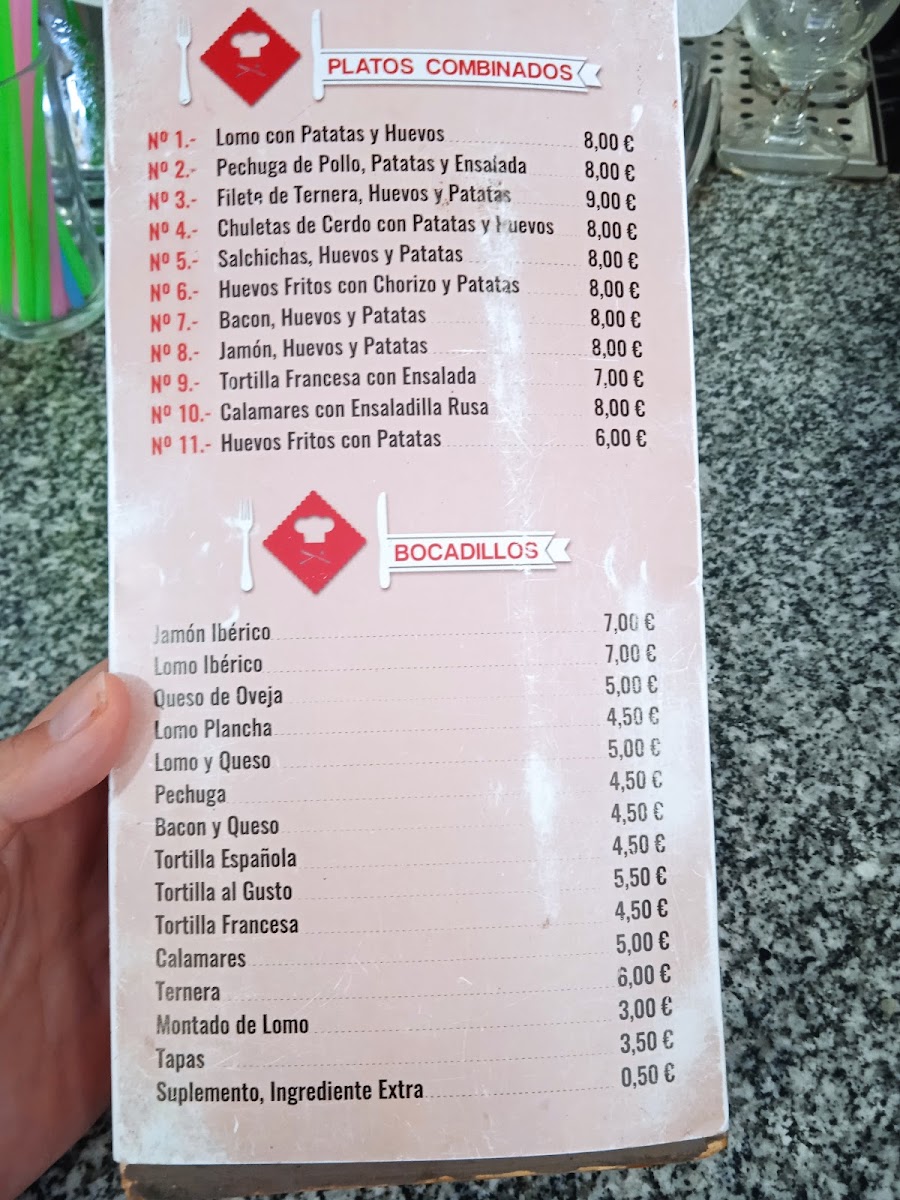 PLATOS COMBINADOS
Nº 1.- Lomo con Patatas y Huevos 8,00 €
Nº 2.- Pechuga de Pollo, Patatas y Ensalada 8,00 €
Nº 3.- Filete de Ternera, Huevos y Patatas 9,00 €
Nº 4.- Chuletas de Cerdo con Patatas y Huevos 8,00 €
Nº 5.- Salchichas, Huevos y Patatas 8,00 €
Nº 6.- Huevos Fritos con Chorizo y Patatas 8,00 €
Nº 7.- Bacon, Huevos y Patatas 8,00 €
Nº 8.- Jamón, Huevos y Patatas 8,00 €
Nº 9.- Tortilla Francesa con Ensalada 7,00 €
Nº 10.- Calamares con Ensaladilla Rusa 8,00 €
Nº 11.- Huevos Fritos con Patatas 6,00 €
BOCADILLOS
Jamón Ibérico 7,00 €
Lomo Ibérico 7,00 €
Queso de Oveja 5,00 €
Lomo Plancha 4,50 €
Lomo y Queso 5,00 €
Pechuga 4,50 €
Bacon y Queso 4,50 €
Tortilla Española 4,50 €
Tortilla al Gusto 5,50 €
Tortilla Francesa 4,50 €
Calamares 5,00 €
Ternera 6,00 €
Montado de Lomo 3,00 €
Tapas 3,50 €
Suplemento, Ingrediente Extra 0,50 €